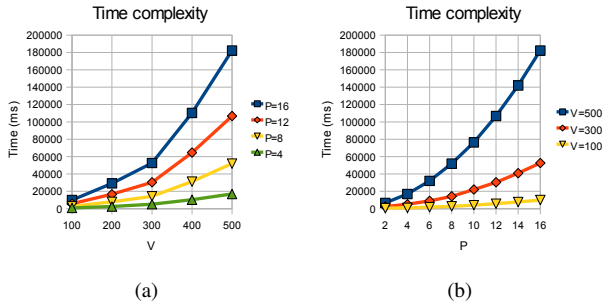 Time complexity
200000
180000
160000
140000
120000
100000
80000
60000
40000
20000
0
Time (ms)
100 200 300 400 500
V
P=16
P=12
P=8
P=4
(a)
Time complexity
200000
180000
160000
140000
120000
100000
80000
60000
40000
20000
0
Time (ms)
2 4 6 8 10 12 14 16
P
V=500
V=300
V=100
(b)